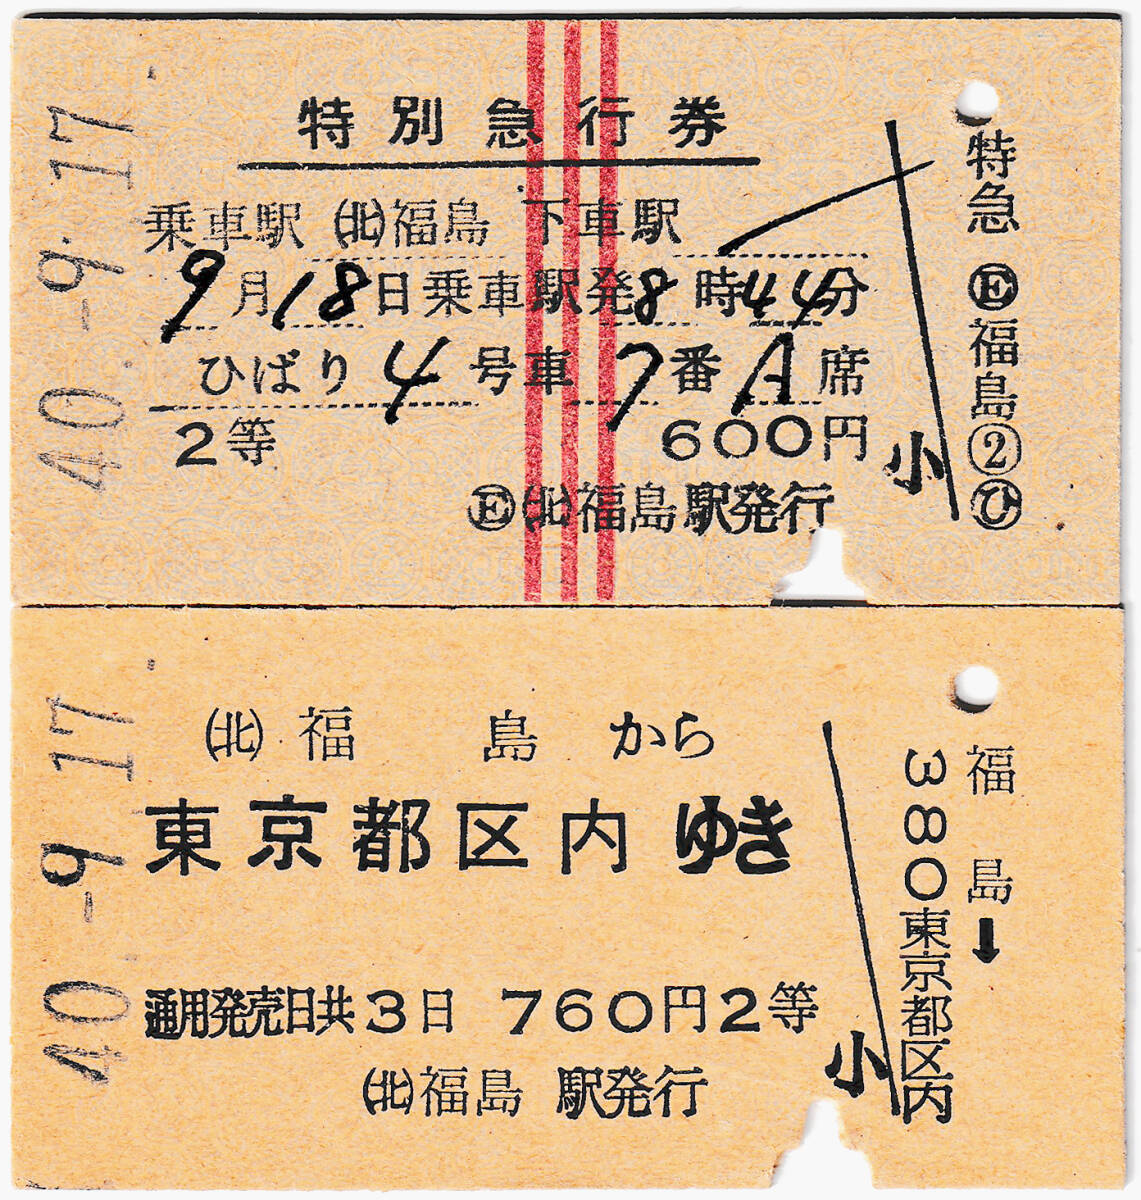 特別急行券
乗車駅 ㊋福島 下車駅
9月18日乗車駅発8時44分
ひばり4号車7番A席
2等 600円
Ⓔ(北)福島駅発行
小
特急Ⓔ福島②ひ
40.-9.17
(北)福島から
東京都区内ゆき
通用発売日共3日 760円2等
(北)福島駅発行
小
380東京都区内
福島➡
40.-9.17